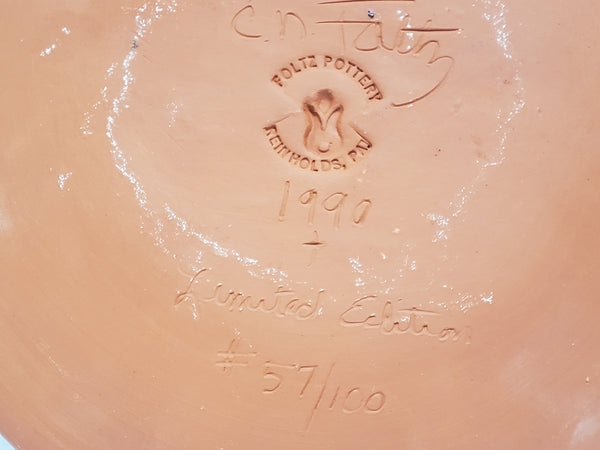 C.N. Foltz
FOLTZ POTTERY
REINHOLDS, PA
1990
+
Limited Edition
# 57/100